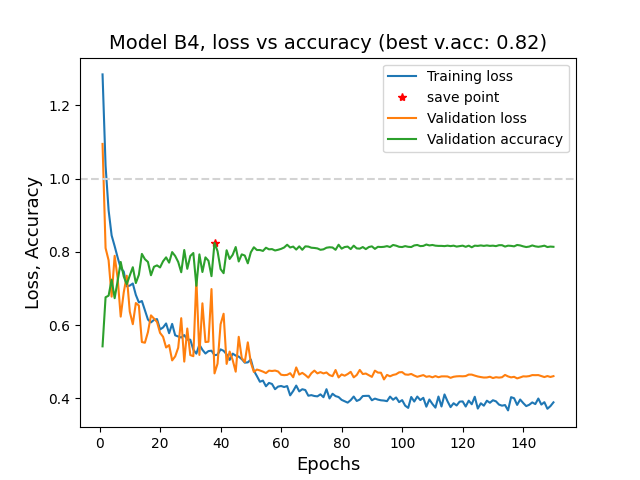 Model B4, loss vs accuracy (best v.acc: 0.82)
Training loss
save point
Validation loss
Validation accuracy
Loss, Accuracy
1.2
1.0
0.8
0.6
0.4
0 20 40 60 80 100 120 140
Epochs